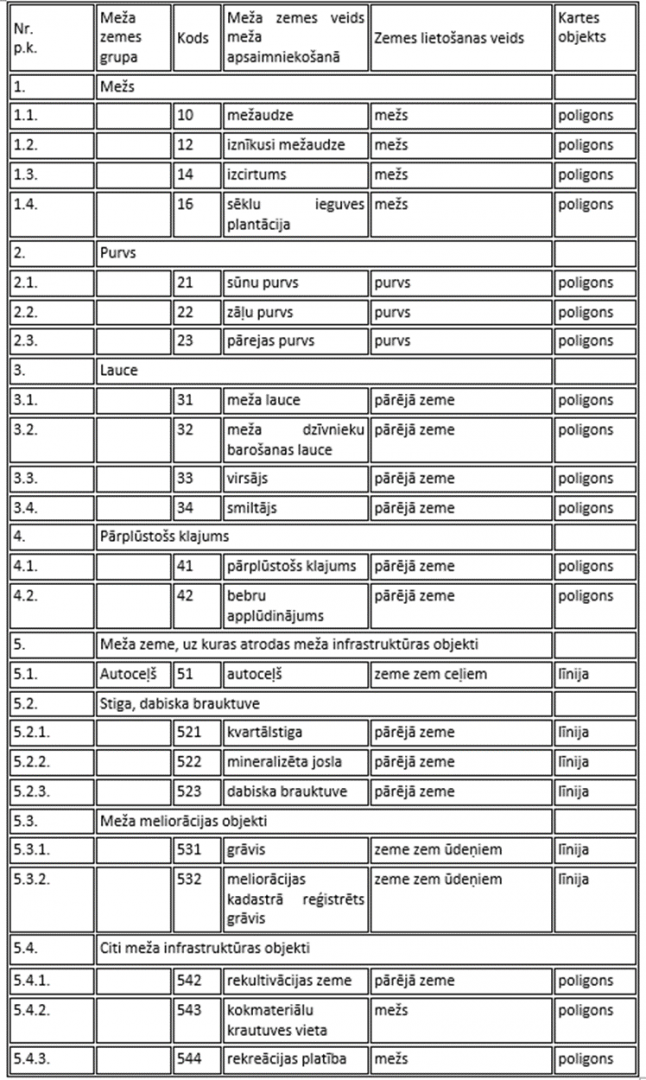 Nr. p.k. Meža zemes grupa Kods Meža zemes veids meža apsaimniekošanā Zemes lietošanas veids Kartes objekts
1. Mežs
1.1. 10 mežaudze mežs poligons
1.2. 12 iznīkusi mežaudze mežs poligons
1.3. 14 izcirtums mežs poligons
1.4. 16 sēklu ieguves plantācija mežs poligons
2. Purvs
2.1. 21 sūnu purvs purvs poligons
2.2. 22 zāļu purvs purvs poligons
2.3. 23 pārejas purvs purvs poligons
3. Lauce
3.1. 31 meža lauce pārējā zeme poligons
3.2. 32 meža dzīvnieku barošanas lauce pārējā zeme poligons
3.3. 33 virsājs pārējā zeme poligons
3.4. 34 smiltājs pārējā zeme poligons
4. Pārplūstošs klajums
4.1. 41 pārplūstošs klajums pārējā zeme poligons
4.2. 42 bebru applūdinājums pārējā zeme poligons
5. Meža zeme, uz kuras atrodas meža infrastruktūras objekti
5.1. Autoceļš 51 autoceļš zeme zem ceļiem līnija
5.2. Stiga, dabiska brauktuve
5.2.1. 521 kvartālstiga pārējā zeme līnija
5.2.2. 522 mineralizēta josla pārējā zeme līnija
5.2.3. 523 dabiska brauktuve pārējā zeme līnija
5.3. Meža meliorācijas objekti
5.3.1. 531 grāvis zeme zem ūdeņiem līnija
5.3.2. 532 meliorācijas kadastrā reģistrēts grāvis zeme zem ūdeņiem līnija
5.4. Citi meža infrastruktūras objekti
5.4.1. 542 rekultivācijas zeme pārējā zeme poligons
5.4.2. 543 kokmateriālu krautuves vieta mežs poligons
5.4.3. 544 rekreācijas platība mežs poligons